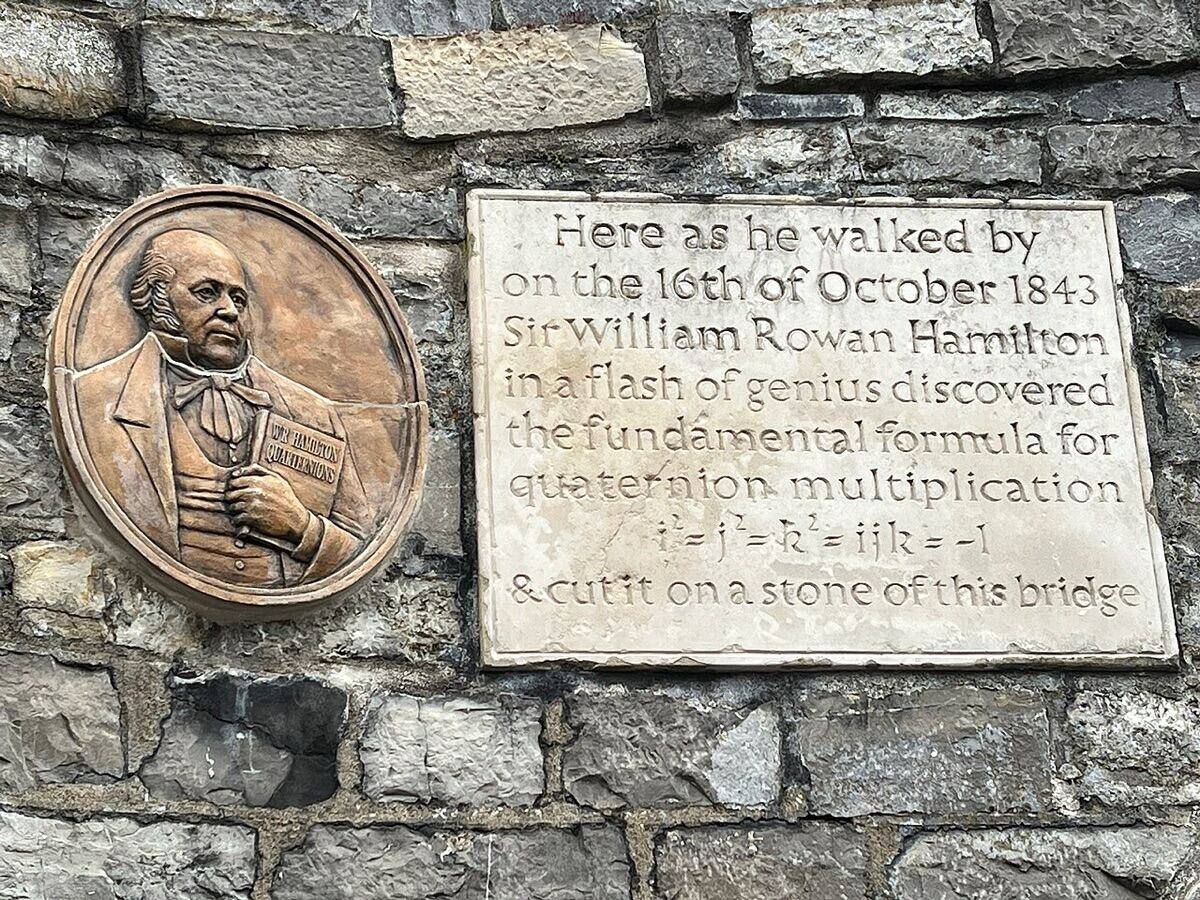 W.R. HAMILTON
QUATERNIONS
Here as he walked by
on the 16th of October 1843
Sir William Rowan Hamilton
in a flash of genius discovered
the fundamental formula for
quaternion multiplication
i² = j² = k² = ijk = -1
& cut it on a stone of this bridge